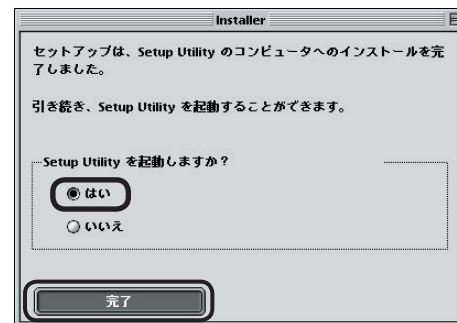 Installer
セットアップは、Setup Utility のコンピュータへのインストールを完
了しました。
引き続き、Setup Utility を起動することができます。
Setup Utility を起動しますか？
はい
いいえ
完了